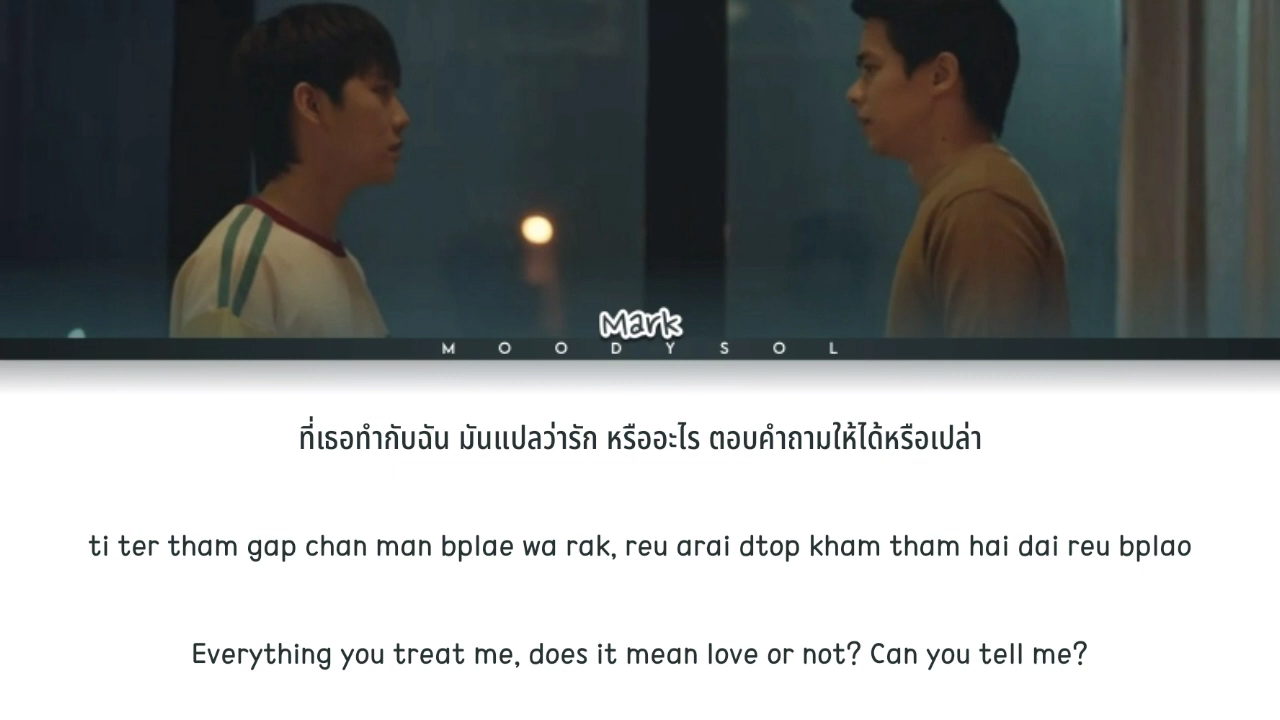 Mark
MOODYSOL
ที่เธอทำกับฉัน มันแปลว่ารัก หรืออะไร ตอบคำถามให้ได้หรือเปล่า
ti ter tham gap chan man bplae wa rak, reu arai dtop kham tham hai dai reu bplao
Everything you treat me, does it mean love or not? Can you tell me?